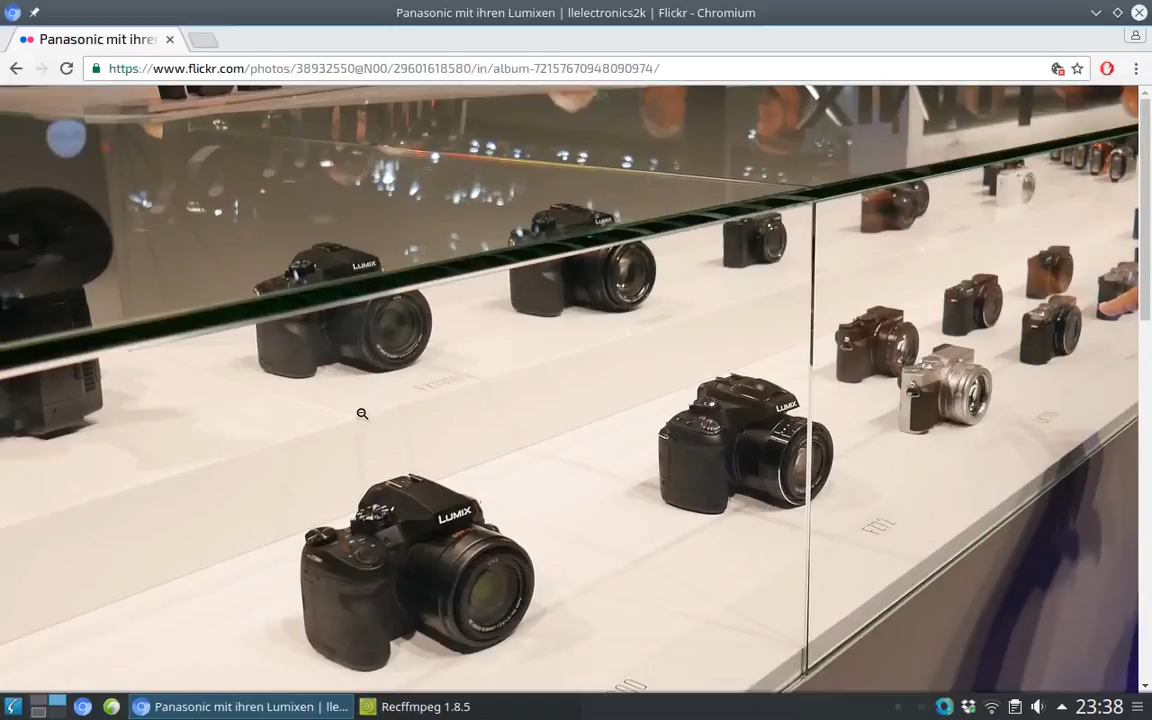 Panasonic mit ihren Lumixen | llelectronics2k | Flickr - Chromium
Panasonic mit ihre
https://www.flickr.com/photos/38932550@N00/29601618580/in/album-72157670948090974/
LUMIX
LUMIX
LUMIX
LUMIX
FZ72
Panasonic mit ihren Lumixen | lle...
Recffmpeg 1.8.5
23:38